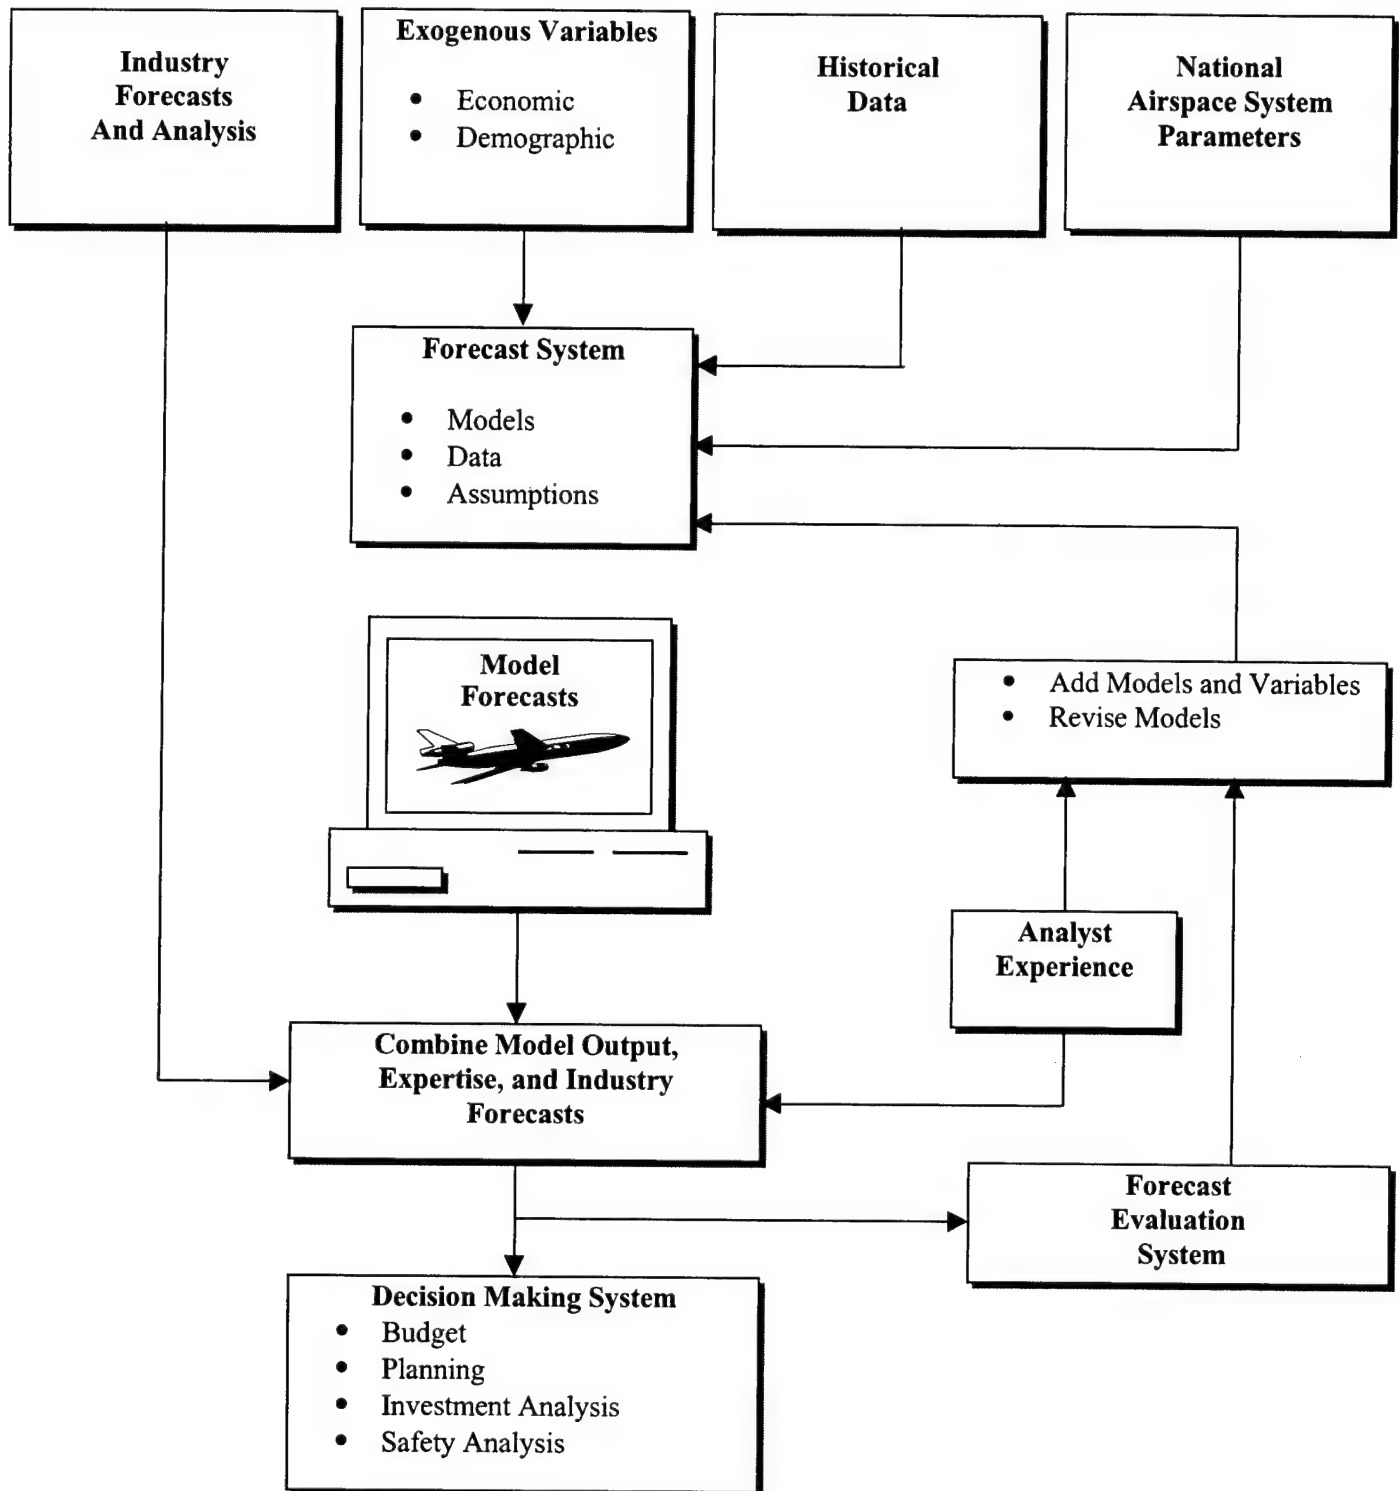 Industry
Forecasts
And Analysis
Exogenous Variables
• Economic
• Demographic
Historical
Data
National
Airspace System
Parameters
Forecast System
• Models
• Data
• Assumptions
Model
Forecasts
• Add Models and Variables
• Revise Models
Analyst
Experience
Combine Model Output,
Expertise, and Industry
Forecasts
Forecast
Evaluation
System
Decision Making System
• Budget
• Planning
• Investment Analysis
• Safety Analysis